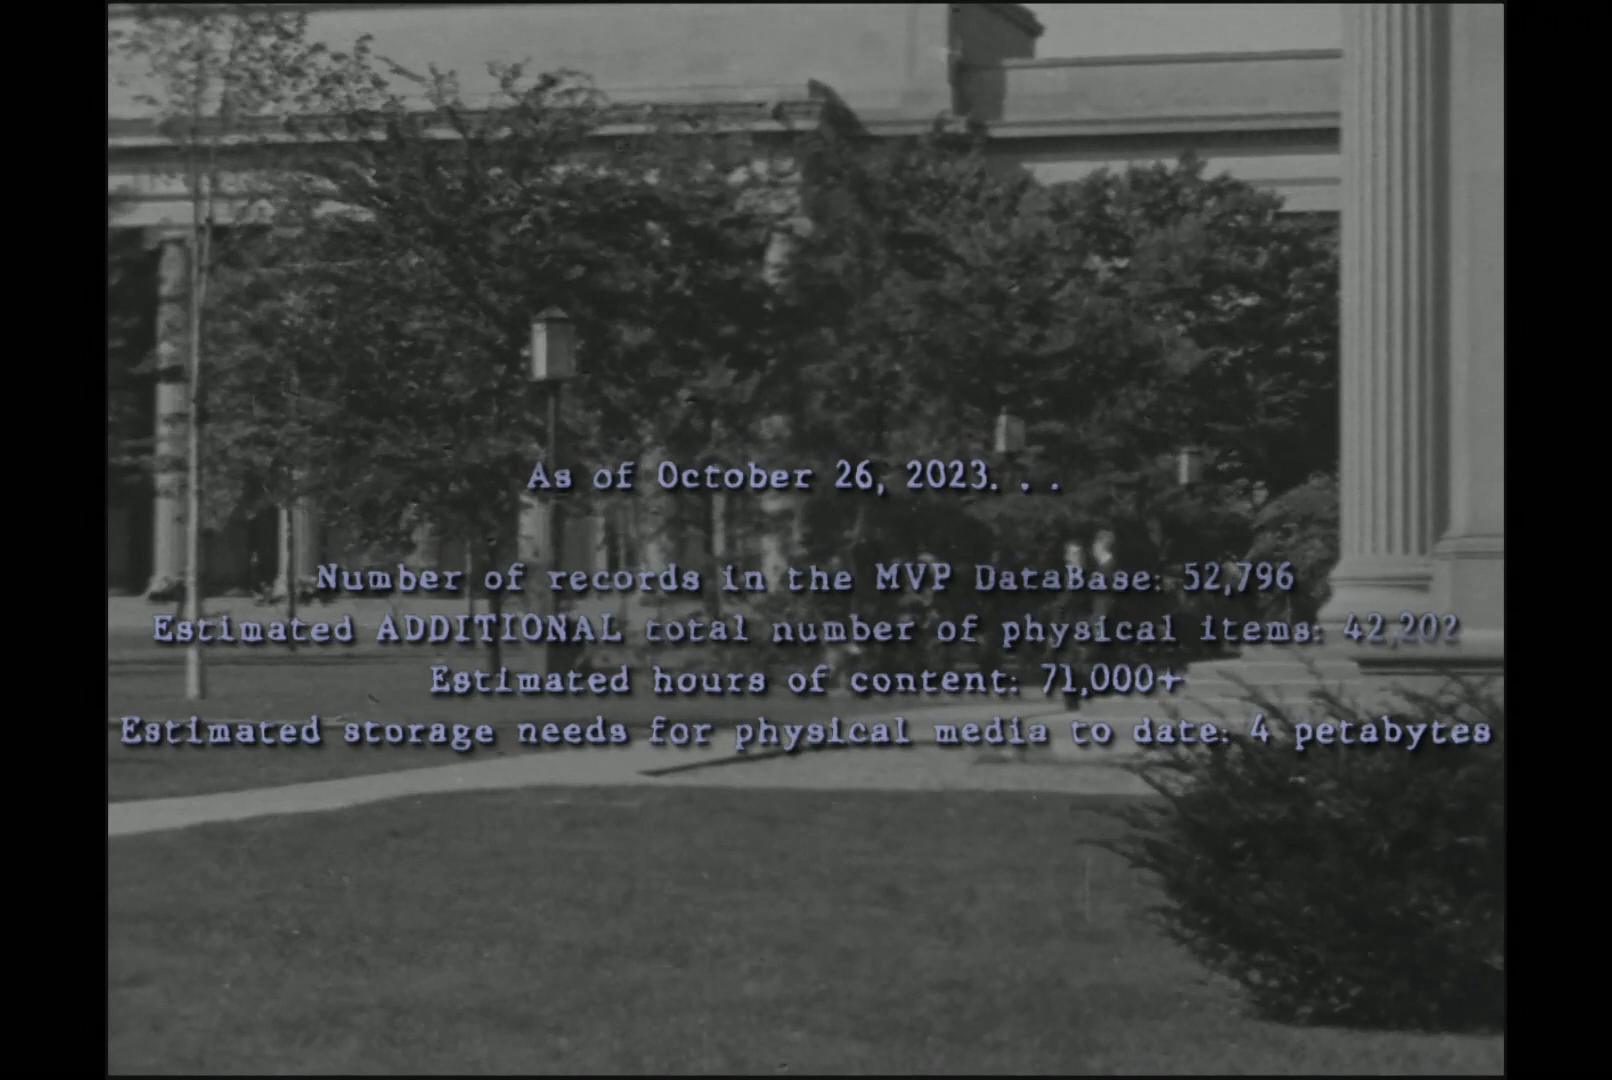 As of October 26, 2023. . .
Number of records in the MVP DataBase: 52,796
Estimated ADDITIONAL total number of physical items: 42,202
Estimated hours of content: 71,000+
Estimated storage needs for physical media to date: 4 petabytes